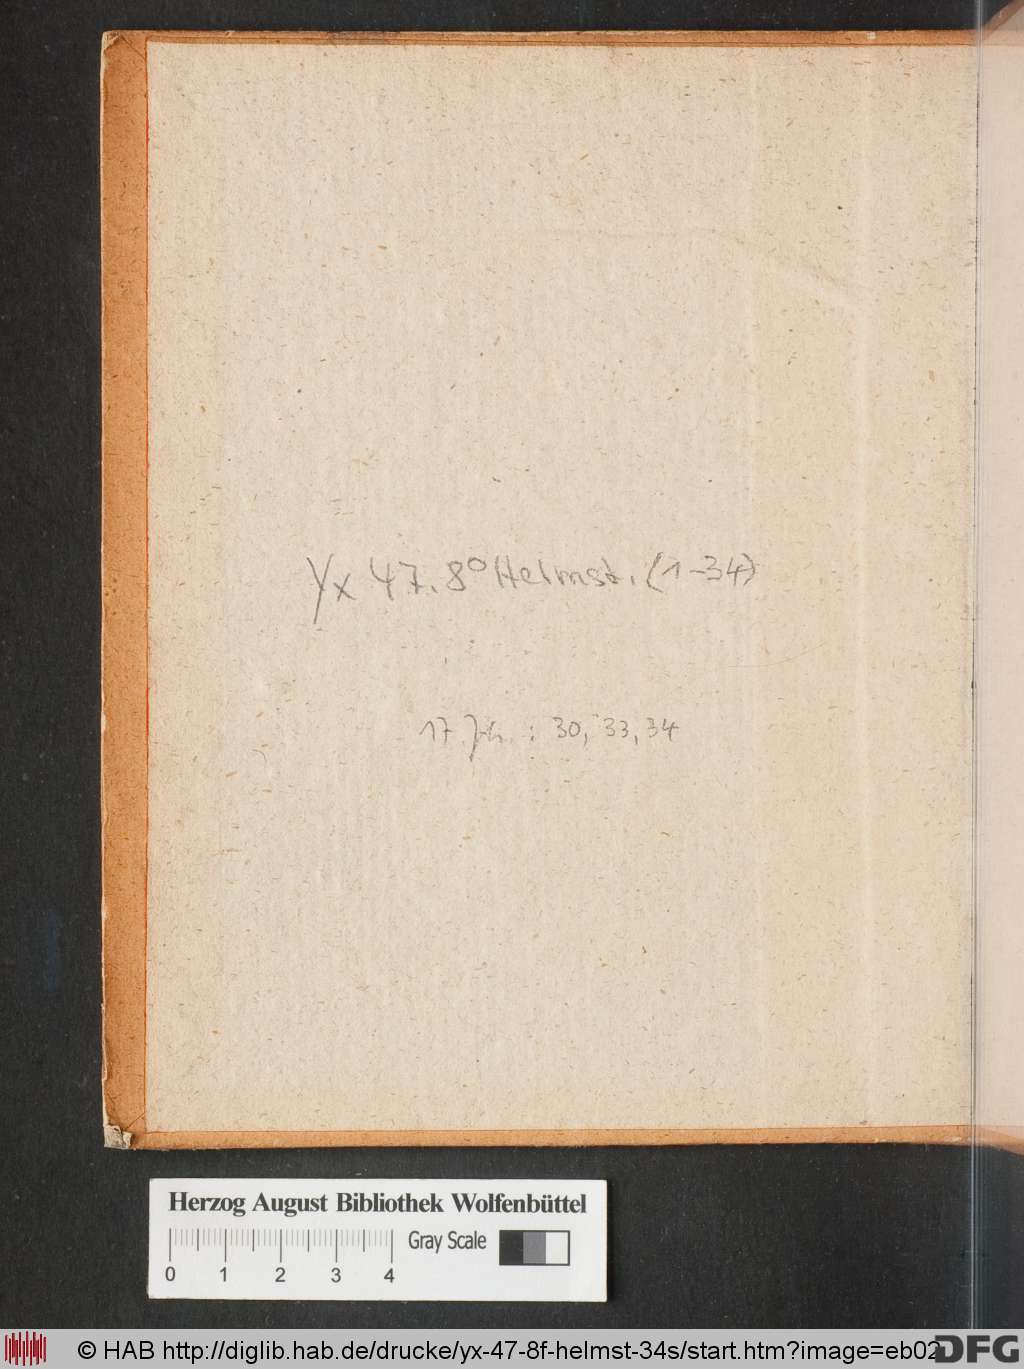 Yx 47. 8° Helmst. (1-34)
17 Jh. : 30, 33, 34
Herzog August Bibliothek Wolfenbüttel
Gray Scale
0 1 2 3 4
© HAB http://diglib.hab.de/drucke/yx-47-8f-helmst-34s/start.htm?image=eb02
DFG